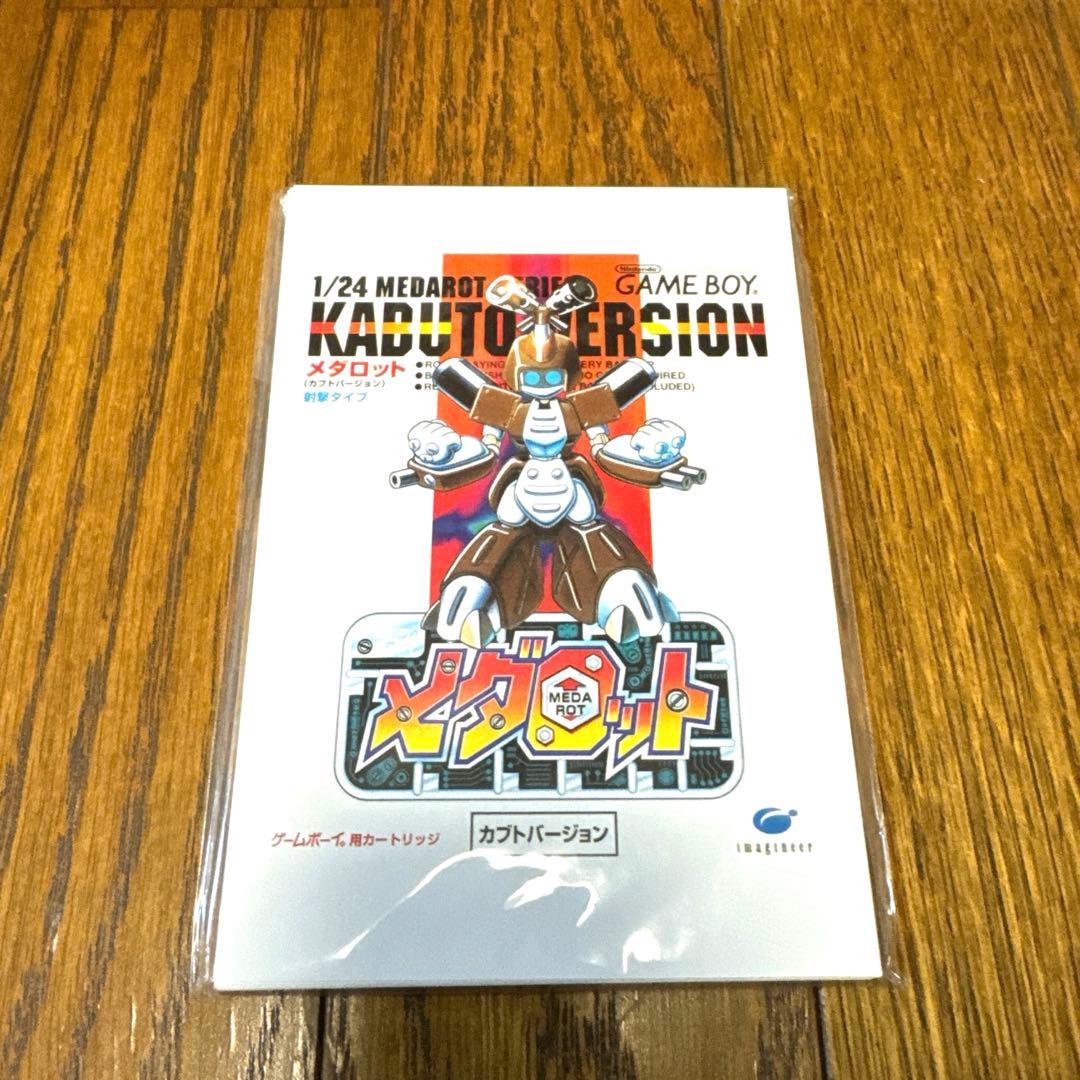 1/24 MEDAROT
Nintendo
GAME BOY
KABUTO VERSION
メダロット
(カブトバージョン)
射撃タイプ
メダロット
MEDA
ROT
ゲームボーイ®用カートリッジ
カブトバージョン
imagineer